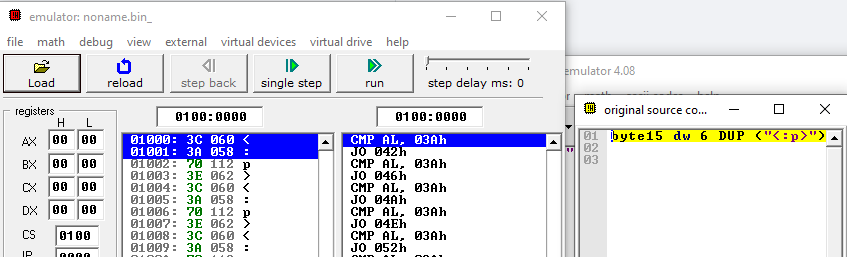 emulator: noname.bin_
file math debug view external virtual devices virtual drive help
Load reload step back single step run step delay ms: 0
registers
H L
0100:0000 0100:0000
AX 00 00
BX 00 00
CX 00 00
DX 00 00
CS 0100
0000
01000: 3C 060 <
01001: 3A 058 :
01002: 70 112 p
01003: 3E 062 >
01004: 3C 060 <
01005: 3A 058 :
01006: 70 112 p
01007: 3E 062 >
01008: 3C 060 <
01009: 3A 058 :
CMP AL, 03Ah
JO 042h
CMP AL, 03Ah
JO 046h
CMP AL, 03Ah
JO 04Ah
CMP AL, 03Ah
JO 04Eh
CMP AL, 03Ah
JO 052h
emulator 4.08
original source co...
01 byte15 dw 6 DUP ("<:p>")
02
03